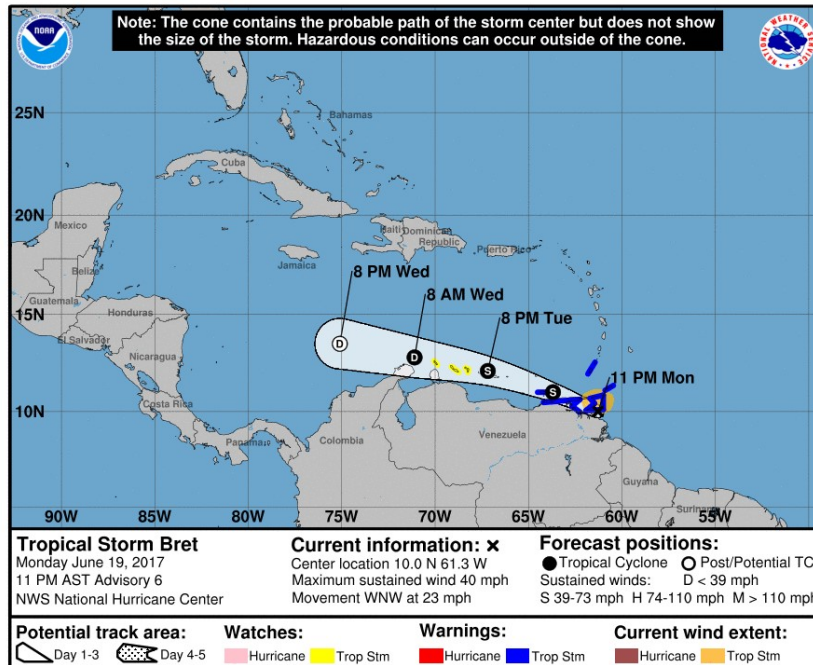 Note: The cone contains the probable path of the storm center but does not show
the size of the storm. Hazardous conditions can occur outside of the cone.
NOAA
NATIONAL WEATHER SERVICE
25N
Bahamas
Cuba
20N
Mexico
Haiti
Dominican
Republic
Puerto Rico
Jamaica
Belize
8 PM Wed
Guatemala
Honduras
8 AM Wed
15N
El Salvador
8 PM Tue
Nicaragua
D
D
S
S
11 PM Mon
Costa Rica
10N
Panama
Venezuela
Colombia
Guyana
Suriname
90W 85W 80W 75W 70W 65W 60W 55W
Tropical Storm Bret
Monday June 19, 2017
11 PM AST Advisory 6
NWS National Hurricane Center
Current information: x
Center location 10.0 N 61.3 W
Maximum sustained wind 40 mph
Movement WNW at 23 mph
Forecast positions:
Tropical Cyclone Post/Potential TC
Sustained winds: D < 39 mph
S 39-73 mph H 74-110 mph M > 110 mph
Potential track area:
Day 1-3 Day 4-5
Watches:
Hurricane Trop Stm
Warnings:
Hurricane Trop Stm
Current wind extent:
Hurricane Trop Stm